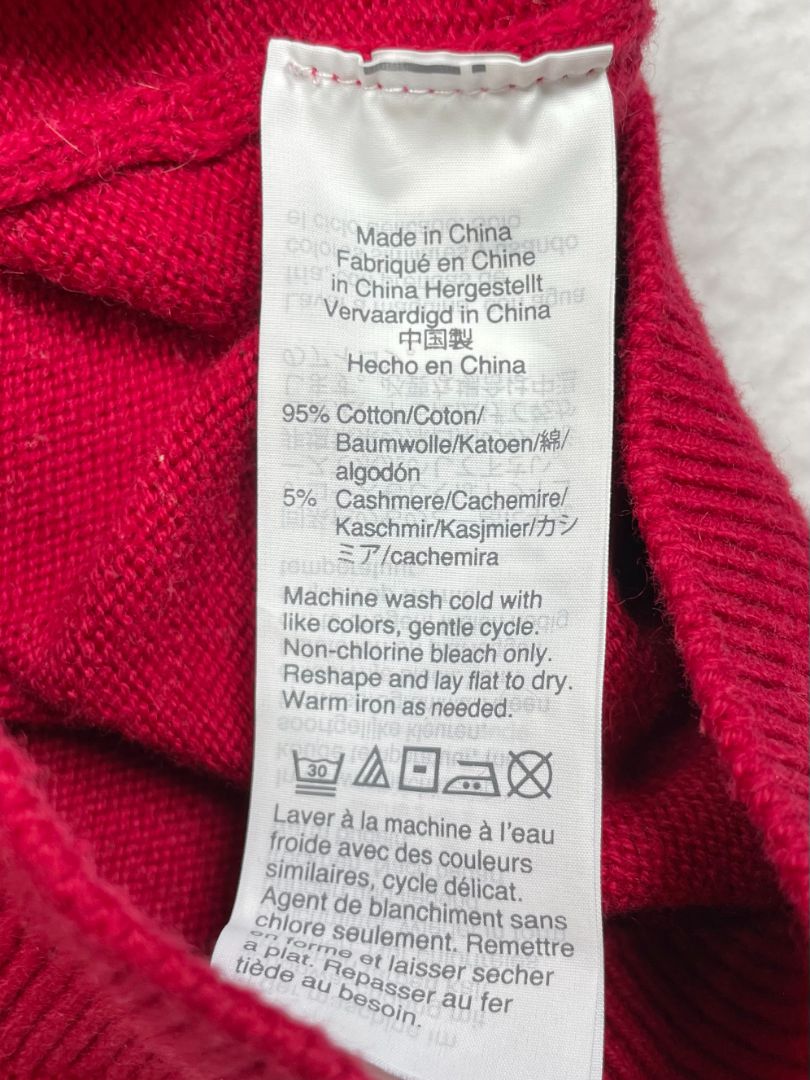 Made in China
Fabriqué en Chine
in China Hergestellt
Vervaardigd in China
中国製
Hecho en China
95% Cotton/Coton/
Baumwolle/Katoen/綿/
algodón
5% Cashmere/Cachemire/
Kaschmir/Kasjmier/カシ
ミア/cachemira
Machine wash cold with
like colors, gentle cycle.
Non-chlorine bleach only.
Reshape and lay flat to dry.
Warm iron as needed.
30
Laver à la machine à l'eau
froide avec des couleurs
similaires, cycle délicat.
Agent de blanchiment sans
chlore seulement. Remettre
en forme et laisser secher
a plat. Repasser au fer
tiède au besoin.